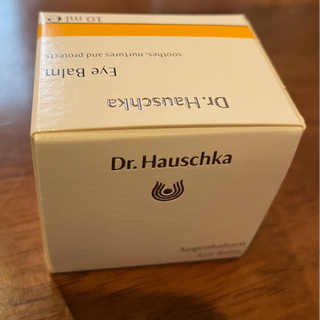 Dr. Hauschka
Eye Balm
soothes, nurtures and protects
10 ml e
Dr. Hauschka
Augenbalsam
Eye Balm